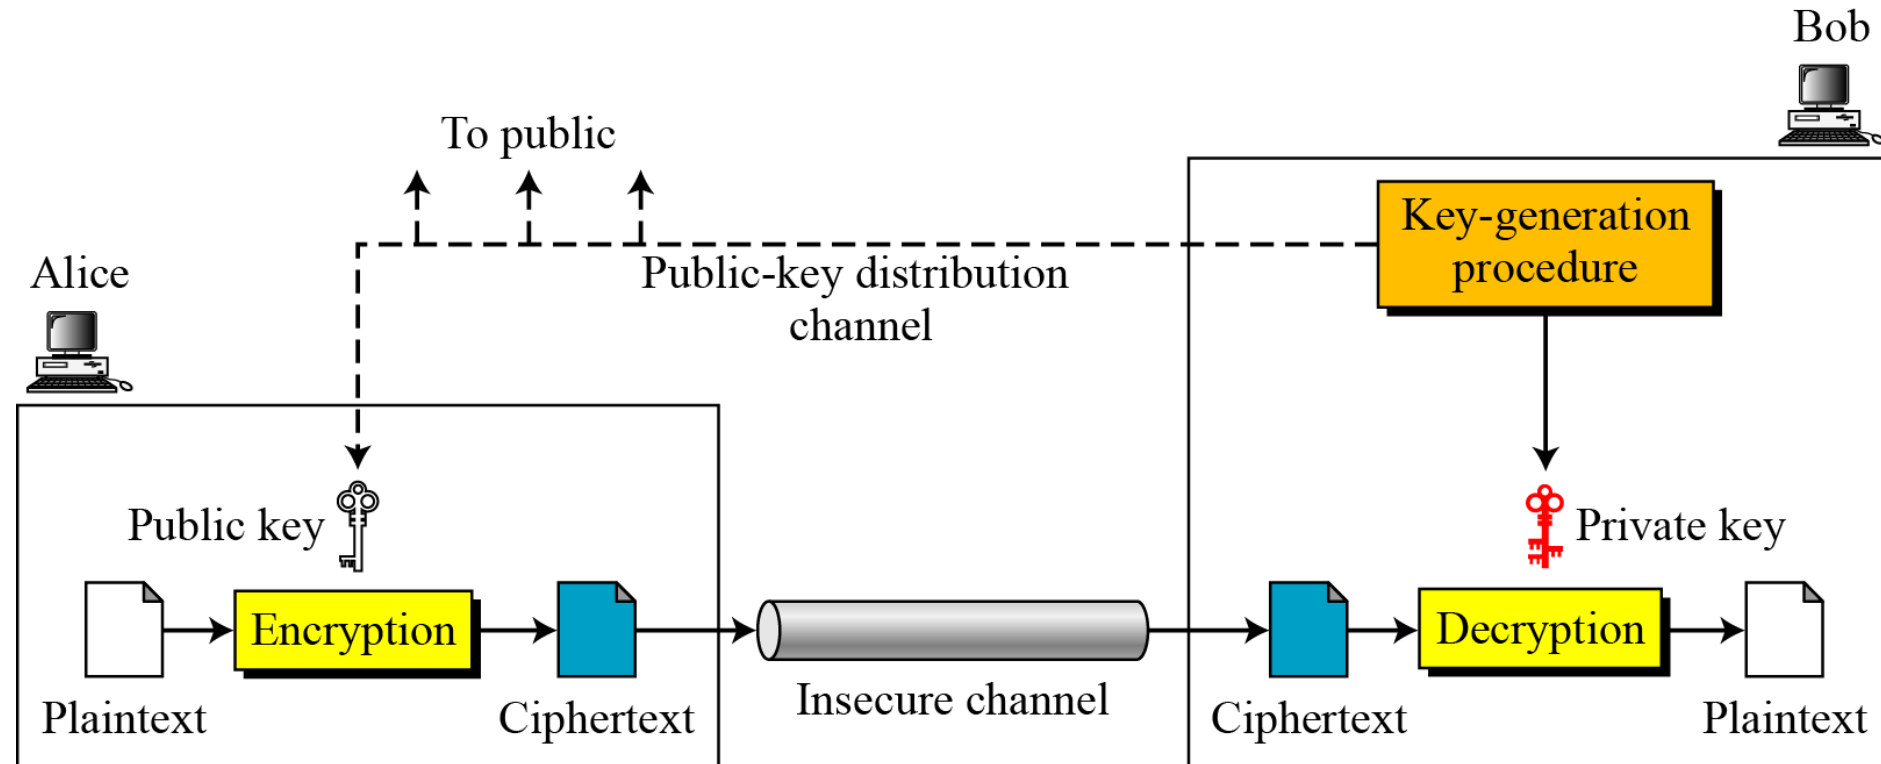 Bob
To public
Key-generation
procedure
Alice
Public-key distribution
channel
Public key
Private key
Encryption
Decryption
Plaintext
Ciphertext
Insecure channel
Ciphertext
Plaintext